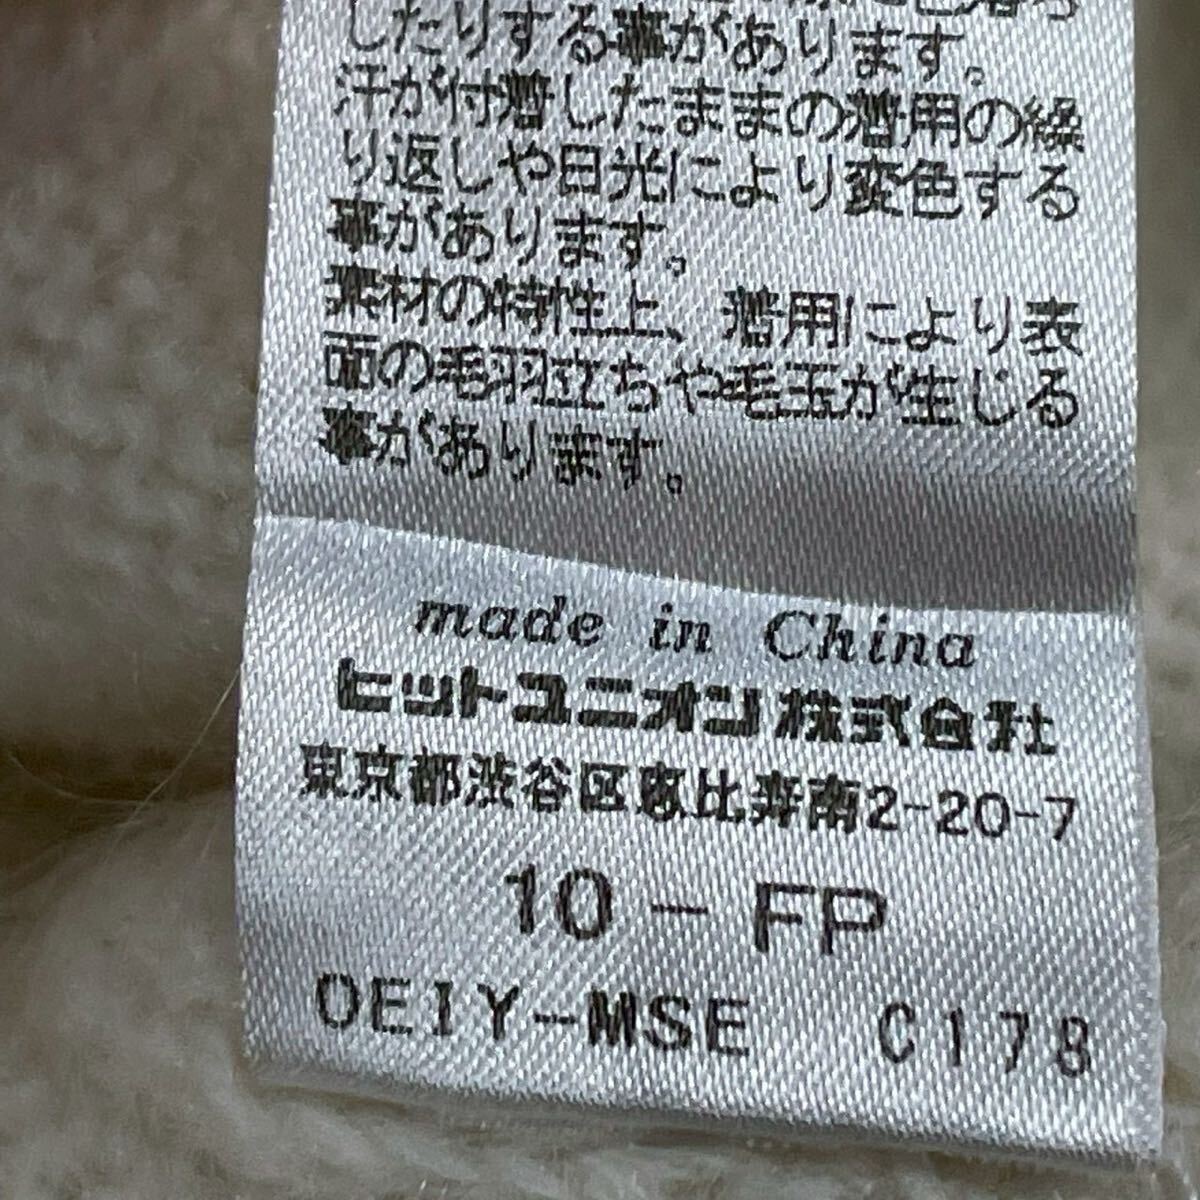 したりする事があります。
汗が付着したままの着用の繰
り返しや日光により変色する
事があります。
素材の特性上、着用により表
面の毛羽立ちや毛玉が生じる
事があります。
made in China
ヒットユニオン株式会社
東京都渋谷区恵比寿南2-20-7
10-FP
OEIY-MSE C178